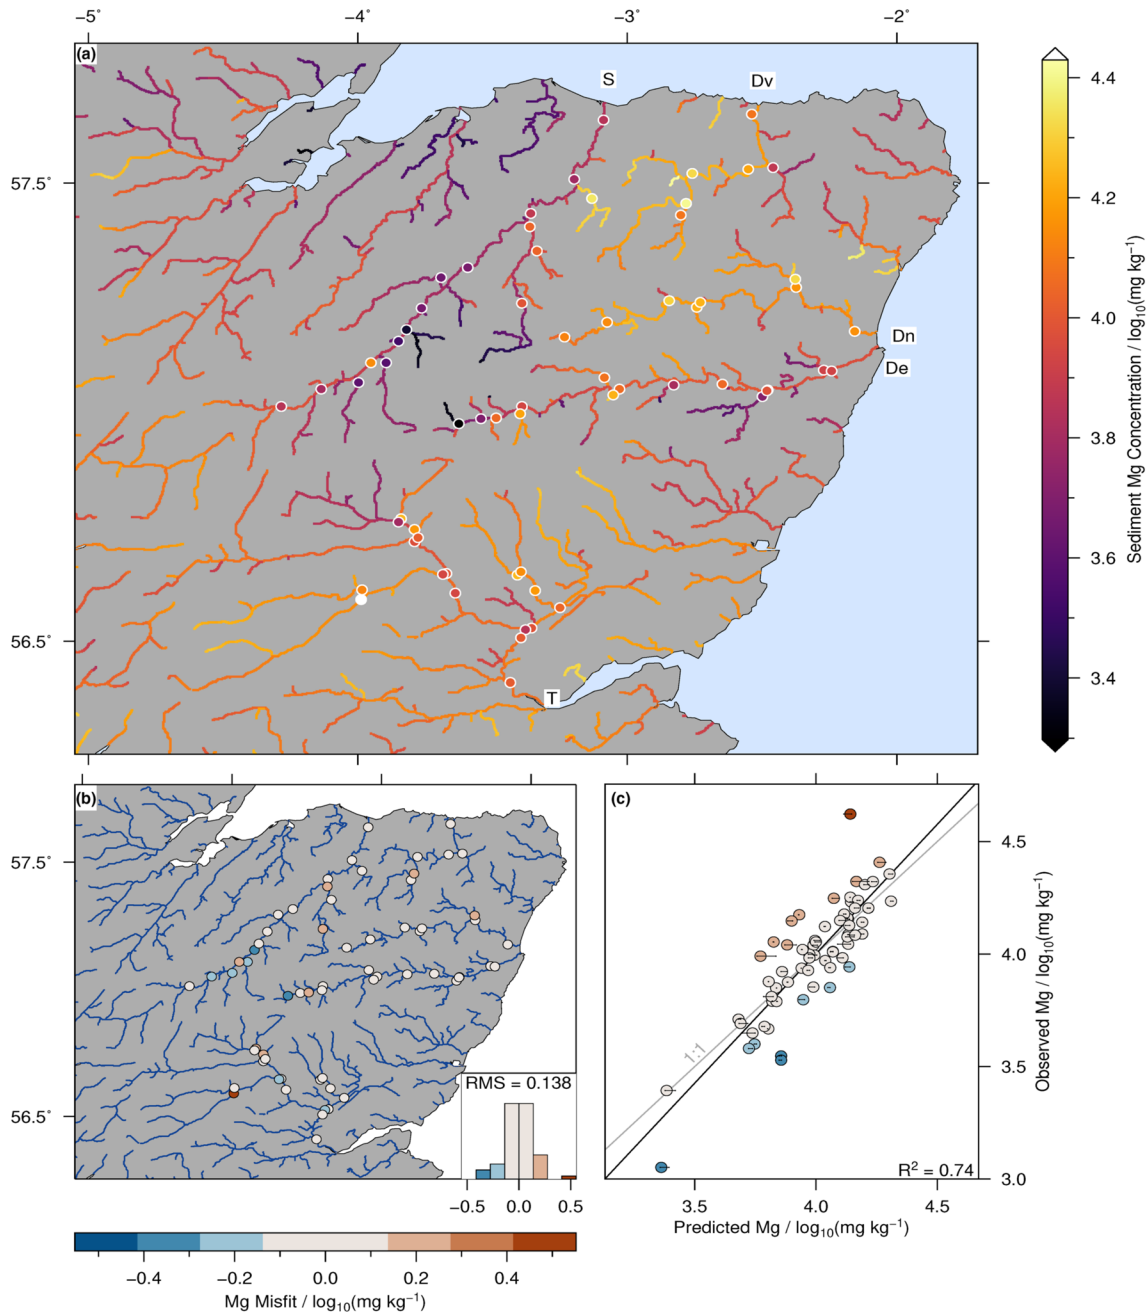 −5˚ −4˚ −3˚ −2˚
(a)
S
Dv
57.5˚
Dn
De
56.5˚
T
4.4
4.2
4.0
3.8
3.6
3.4
Sediment Mg Concentration / log10(mg kg−1)
(b)
57.5˚
56.5˚
RMS = 0.138
−0.5 0.0 0.5
−0.4 −0.2 0.0 0.2 0.4
Mg Misfit / log10(mg kg−1)
(c)
1:1
R2 = 0.74
4.5
4.0
3.5
3.0
Observed Mg / log10(mg kg−1)
3.5 4.0 4.5
Predicted Mg / log10(mg kg−1)